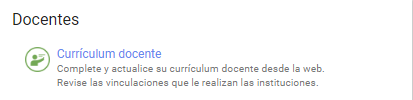 Docentes
Currículum docente
Complete y actualice su currículum docente desde la web.
Revise las vinculaciones que le realizan las instituciones.